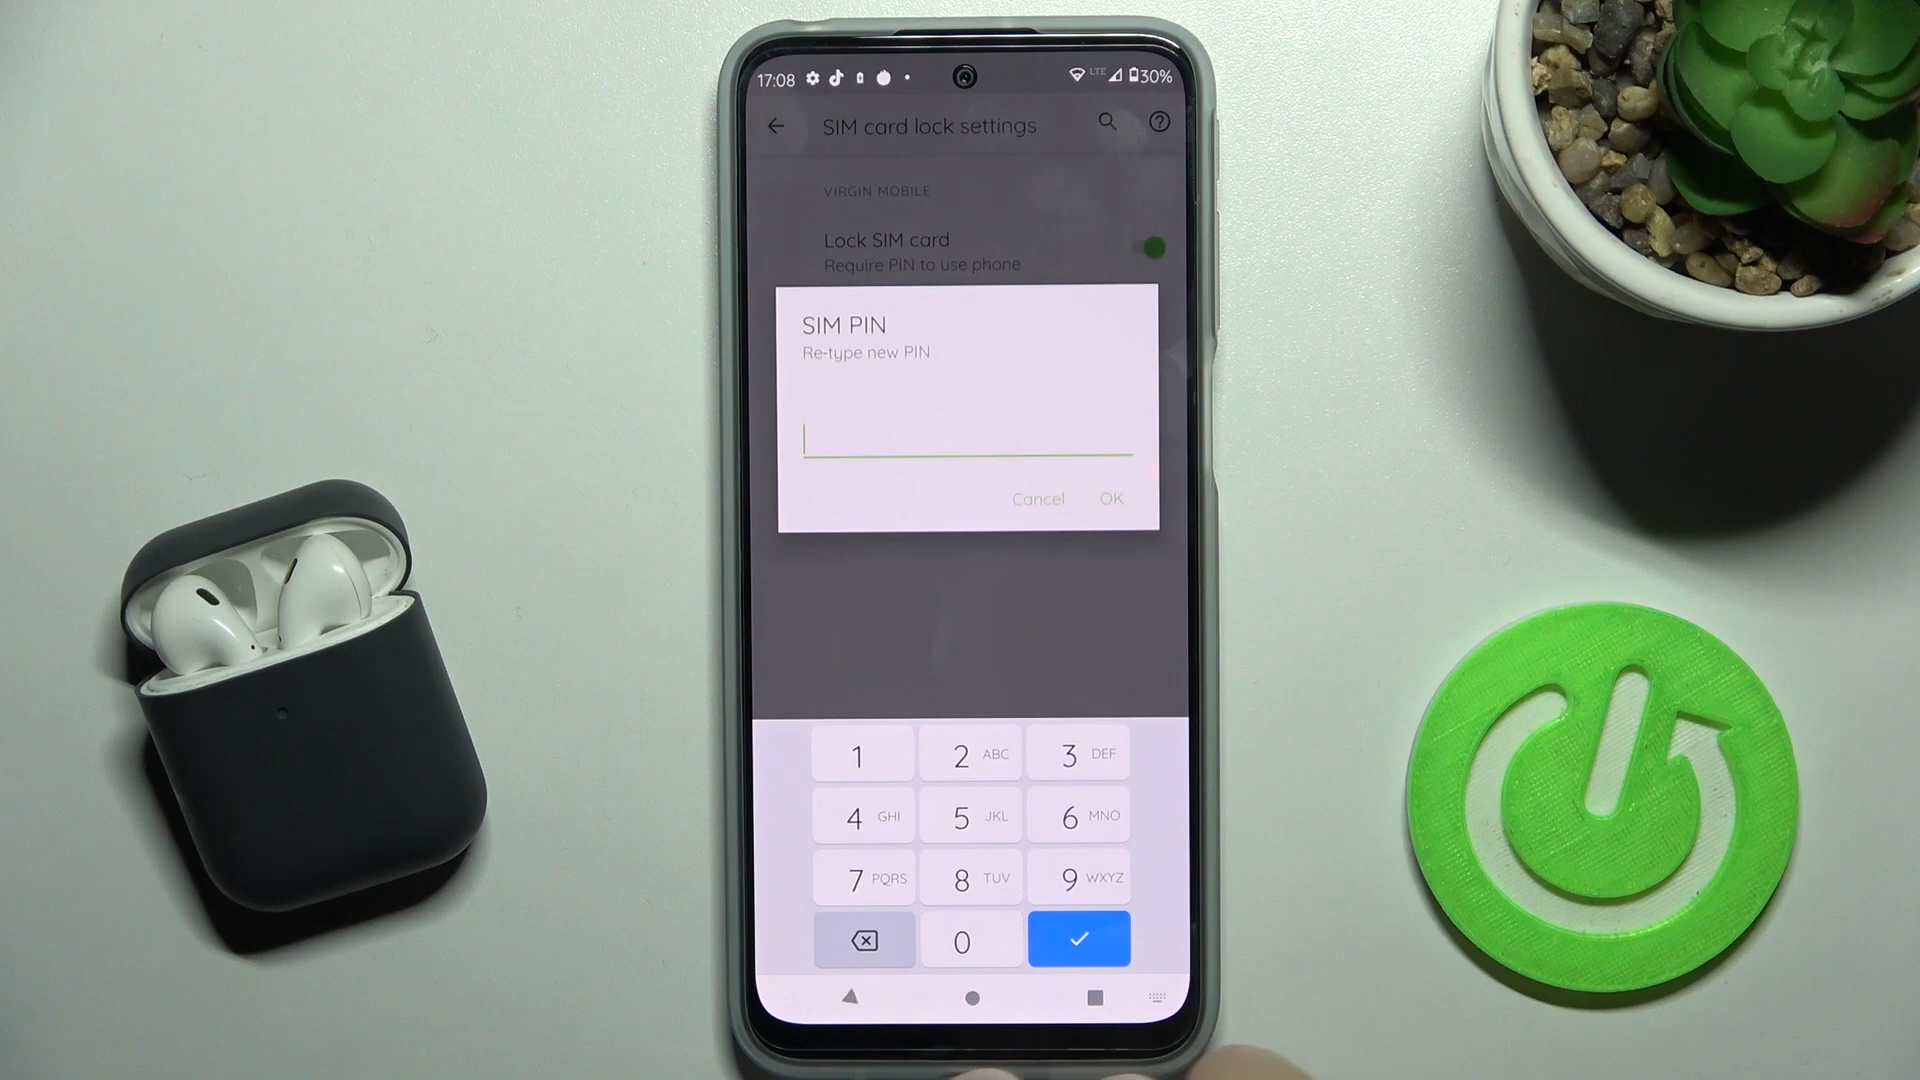 17:08 LTE 30%
SIM card lock settings
VIRGIN MOBILE
Lock SIM card
Require PIN to use phone
SIM PIN
Re-type new PIN
Cancel OK
1 2 ABC 3 DEF
4 GHI 5 JKL 6 MNO
7 PQRS 8 TUV 9 WXYZ
0